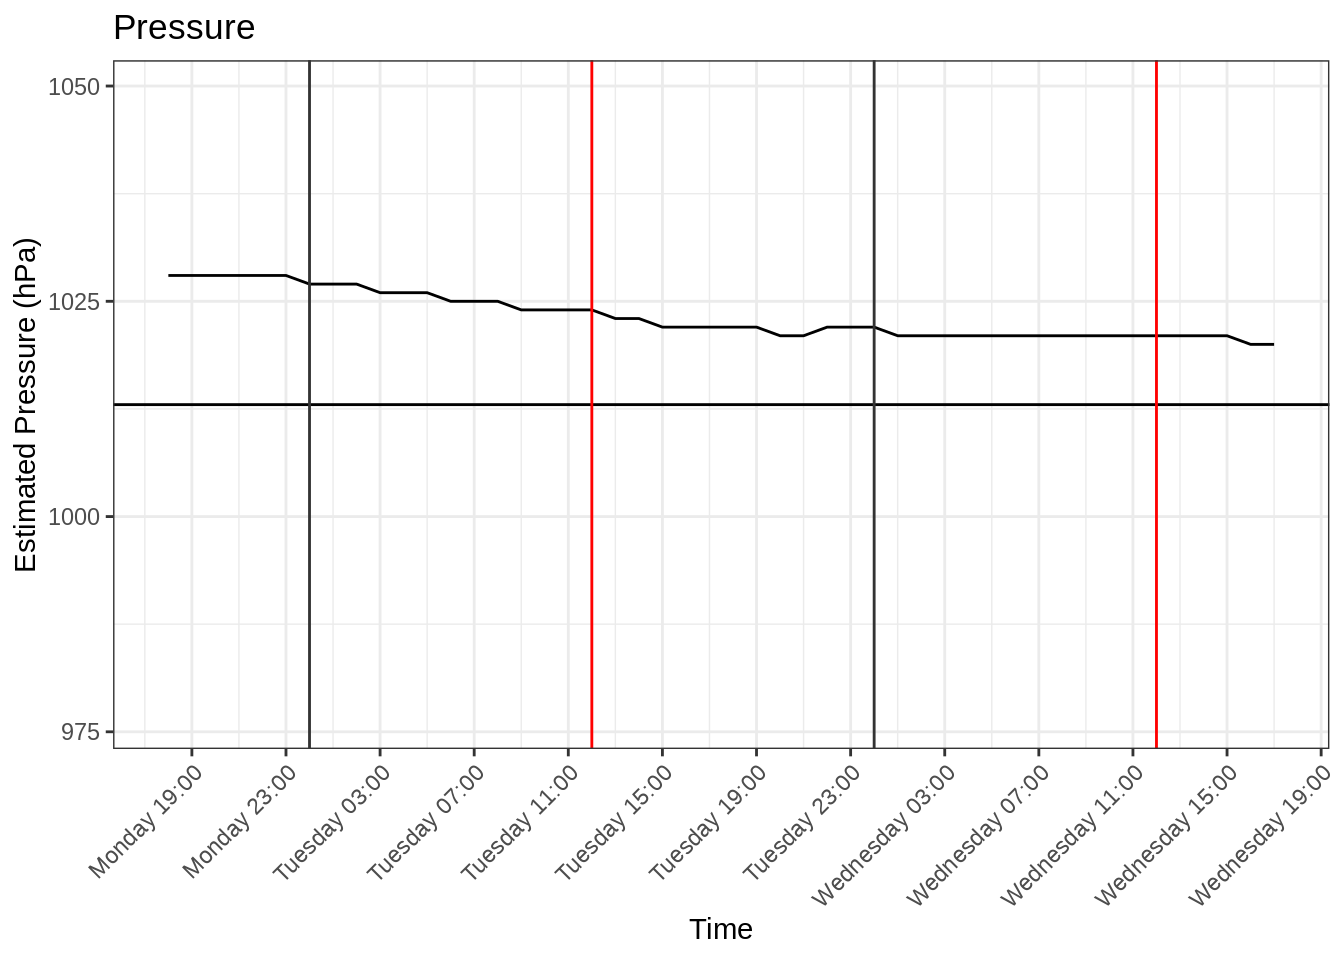 Pressure
Estimated Pressure (hPa)
1050
1025
1000
975
Monday 19:00
Monday 23:00
Tuesday 03:00
Tuesday 07:00
Tuesday 11:00
Tuesday 15:00
Tuesday 19:00
Tuesday 23:00
Wednesday 03:00
Wednesday 07:00
Wednesday 11:00
Wednesday 15:00
Wednesday 19:00
Time